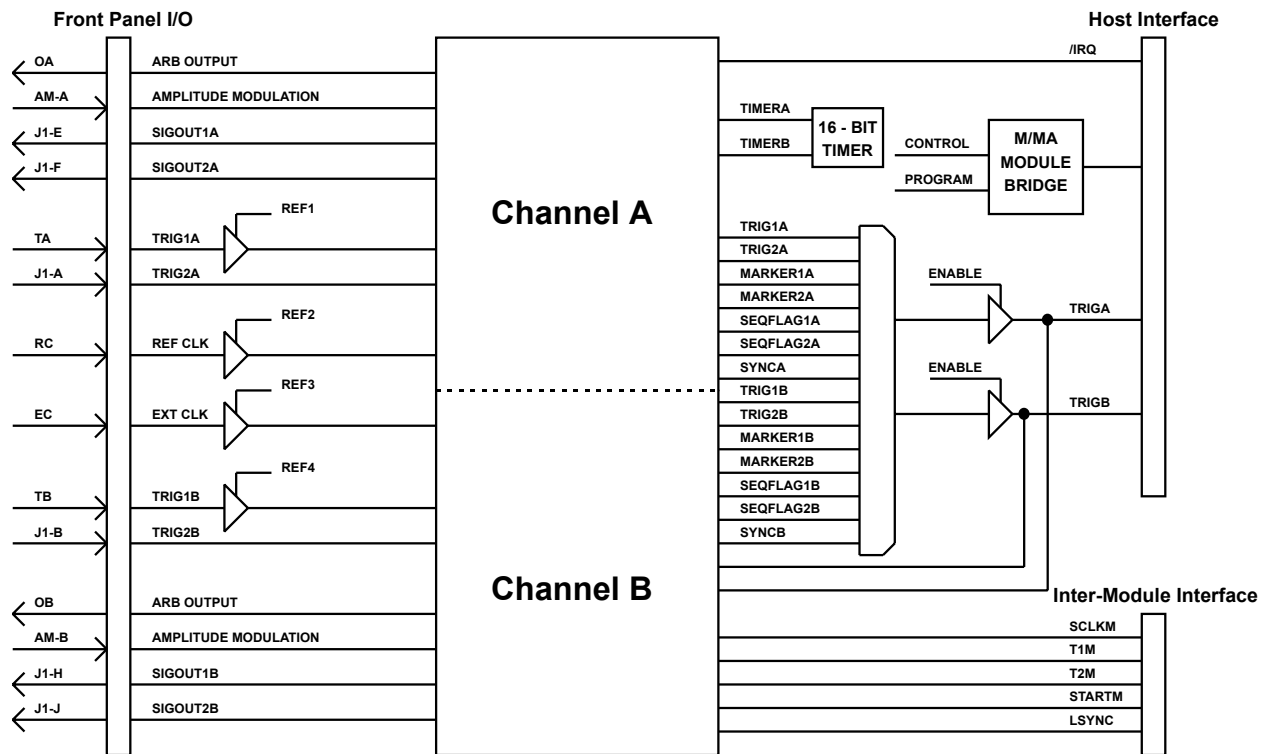 Front Panel I/O
Host Interface
OA
ARB OUTPUT
AM-A
AMPLITUDE MODULATION
J1-E
SIGOUT1A
J1-F
SIGOUT2A
REF1
TA
TRIG1A
J1-A
TRIG2A
REF2
RC
REF CLK
REF3
EC
EXT CLK
REF4
TB
TRIG1B
J1-B
TRIG2B
OB
ARB OUTPUT
AM-B
AMPLITUDE MODULATION
J1-H
SIGOUT1B
J1-J
SIGOUT2B
Channel A
Channel B
/IRQ
TIMERA
TIMERB
16 - BIT
TIMER
CONTROL
PROGRAM
M/MA
MODULE
BRIDGE
TRIG1A
TRIG2A
MARKER1A
MARKER2A
SEQFLAG1A
SEQFLAG2A
SYNCA
TRIG1B
TRIG2B
MARKER1B
MARKER2B
SEQFLAG1B
SEQFLAG2B
SYNCB
ENABLE
TRIGA
ENABLE
TRIGB
Inter-Module Interface
SCLKM
T1M
T2M
STARTM
LSYNC